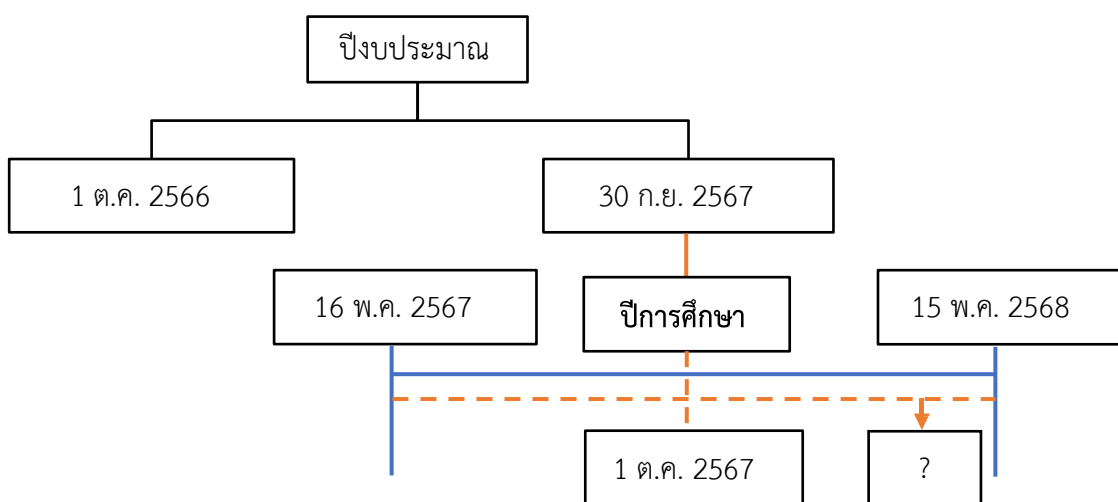 ปีงบประมาณ
1 ต.ค. 2566
30 ก.ย. 2567
16 พ.ค. 2567
ปีการศึกษา
15 พ.ค. 2568
1 ต.ค. 2567
?